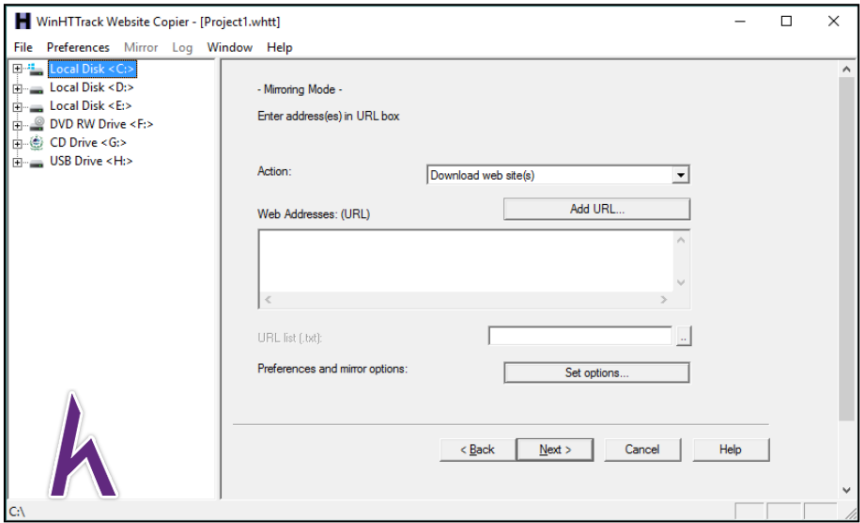 WinHTTrack Website Copier - [Project1.whtt]
File Preferences Mirror Log Window Help
Local Disk <C:>
Local Disk <D:>
Local Disk <E:>
DVD RW Drive <F:>
CD Drive <G:>
USB Drive <H:>
- Mirroring Mode -
Enter address(es) in URL box
Action: Download web site(s)
Web Addresses: (URL) Add URL...
URL list (.txt): ..
Preferences and mirror options: Set options...
< Back Next > Cancel Help
C:\